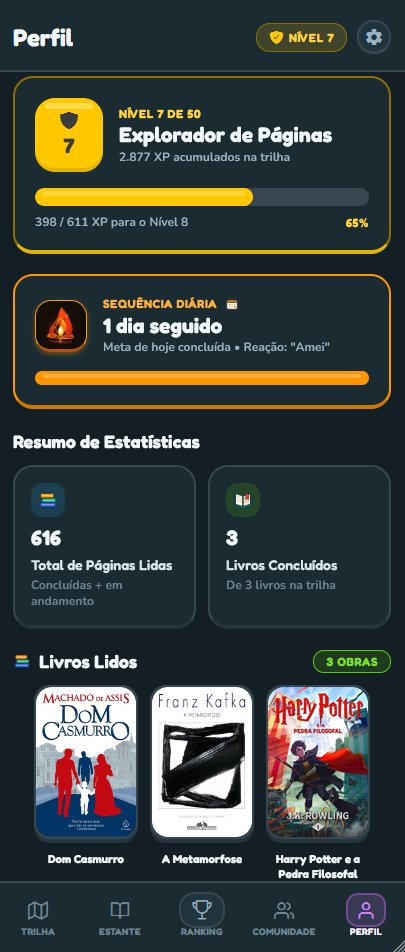 Perfil
NÍVEL 7
7
NÍVEL 7 DE 50
Explorador de Páginas
2.877 XP acumulados na trilha
398 / 611 XP para o Nível 8
65%
SEQUÊNCIA DIÁRIA
1 dia seguido
Meta de hoje concluída • Reação: "Amei"
Resumo de Estatísticas
616
Total de Páginas Lidas
Concluídas + em
andamento
3
Livros Concluídos
De 3 livros na trilha
Livros Lidos
3 OBRAS
MACHADO DE ASSIS
DOM
CASMURRO
Franz Kafka
A METAMORFOSE
Harry Potter
E A
PEDRA FILOSOFAL
J.K. ROWLING
Dom Casmurro
A Metamorfose
Harry Potter e a
Pedra Filosofal
TRILHA
ESTANTE
RANKING
COMUNIDADE
PERFIL